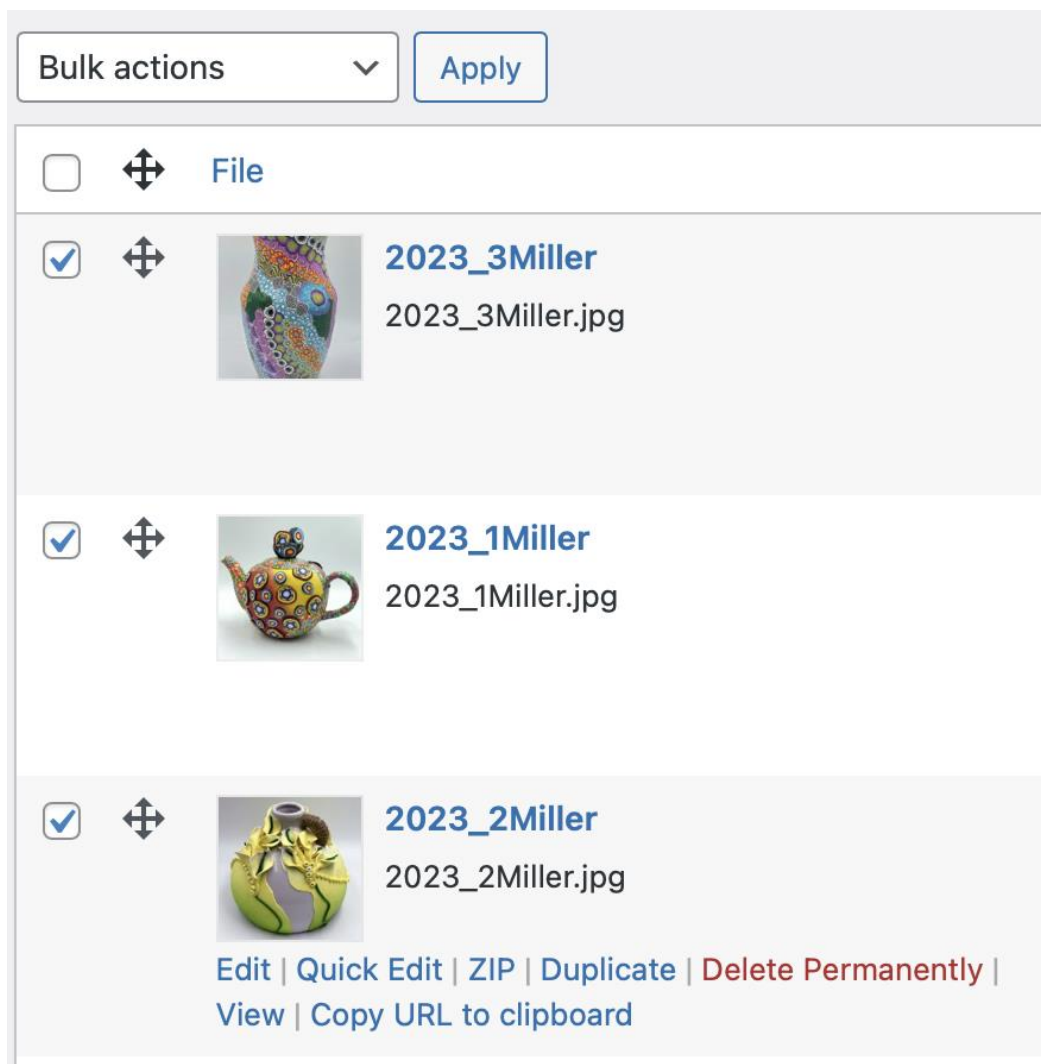 Bulk actions
Apply
File
2023_3Miller
2023_3Miller.jpg
2023_1Miller
2023_1Miller.jpg
2023_2Miller
2023_2Miller.jpg
Edit | Quick Edit | ZIP | Duplicate | Delete Permanently |
View | Copy URL to clipboard